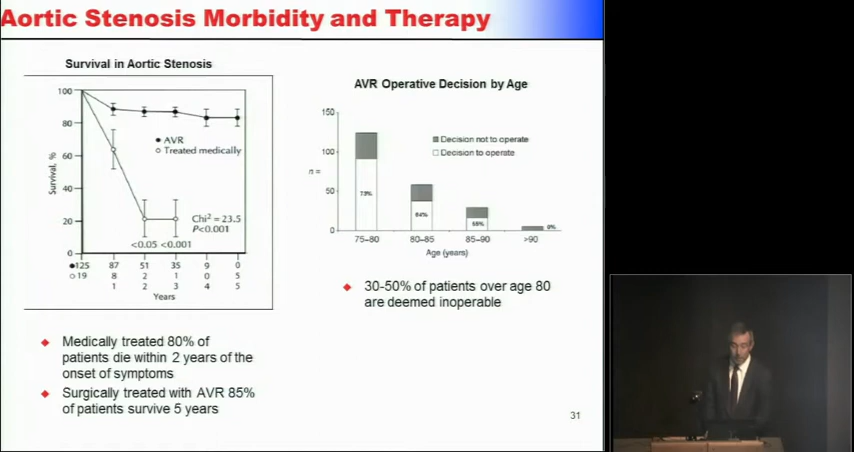 Aortic Stenosis Morbidity and Therapy
Survival in Aortic Stenosis
Survival, %
100
80
60
40
20
0
AVR
Treated medically
Chi² = 23.5
P<0.001
<0.05 <0.001
125 87 51 35 9 0
19 8 2 1 0 5
1 2 3 4 5
Years
AVR Operative Decision by Age
n =
150
100
50
0
Decision not to operate
Decision to operate
73%
64%
55%
0%
75–80 80–85 85–90 >90
Age (years)
Medically treated 80% of
patients die within 2 years of the
onset of symptoms
Surgically treated with AVR 85%
of patients survive 5 years
30-50% of patients over age 80
are deemed inoperable
31